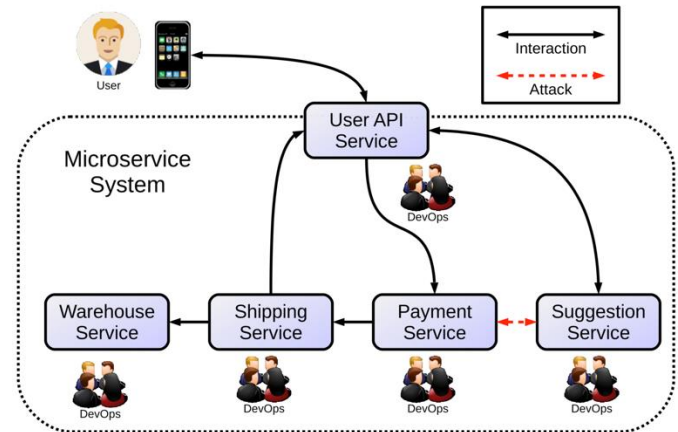 User
Interaction
Attack
User API
Service
Microservice
System
DevOps
Warehouse
Service
Shipping
Service
Payment
Service
Suggestion
Service
DevOps
DevOps
DevOps
DevOps